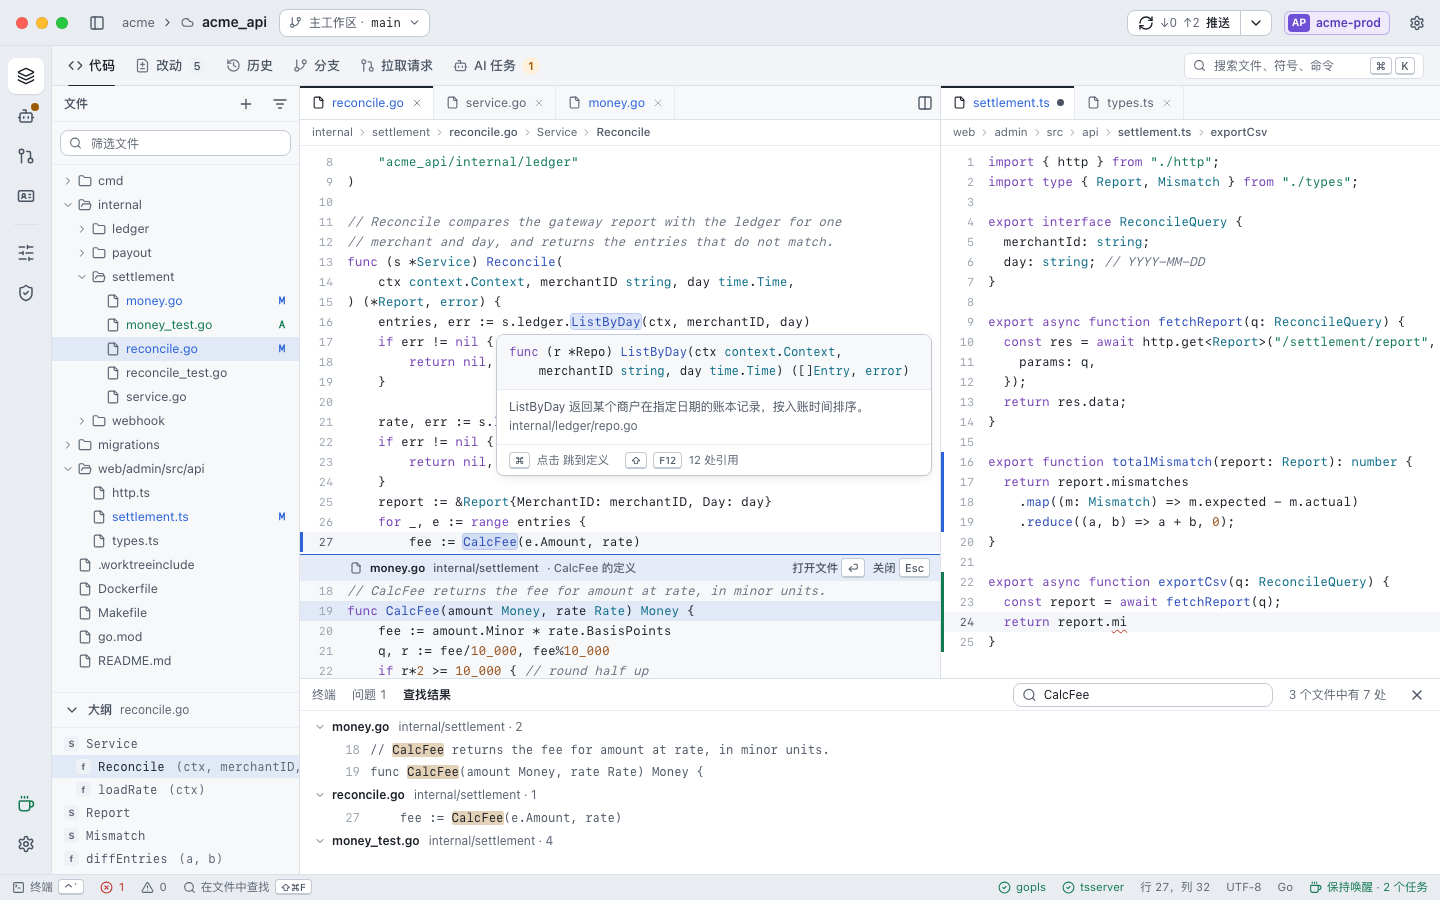 acme
acme_api
主工作区 · main
↓0 ↑2 推送
AP acme-prod
代码
改动 5
历史
分支
拉取请求
AI 任务 1
搜索文件、符号、命令 ⌘ K
文件
筛选文件
cmd
internal
ledger
payout
settlement
money.go M
money_test.go A
reconcile.go M
reconcile_test.go
service.go
webhook
migrations
web/admin/src/api
http.ts
settlement.ts M
types.ts
.worktreeinclude
Dockerfile
Makefile
go.mod
README.md
大纲 reconcile.go
S Service
f Reconcile (ctx, merchantID,
f loadRate (ctx)
S Report
S Mismatch
f diffEntries (a, b)
reconcile.go
service.go
money.go
internal > settlement > reconcile.go > Service > Reconcile
8 "acme_api/internal/ledger"
9 )
10
11 // Reconcile compares the gateway report with the ledger for one
12 // merchant and day, and returns the entries that do not match.
13 func (s *Service) Reconcile(
14 ctx context.Context, merchantID string, day time.Time,
15 ) (*Report, error) {
16 entries, err := s.ledger.ListByDay(ctx, merchantID, day)
17 if err != nil {
18 return nil,
19 }
20
21 rate, err := s.
22 if err != nil {
23 return nil,
24 }
25 report := &Report{MerchantID: merchantID, Day: day}
26 for _, e := range entries {
27 fee := CalcFee(e.Amount, rate)
func (r *Repo) ListByDay(ctx context.Context,
merchantID string, day time.Time) ([]Entry, error)
ListByDay 返回某个商户在指定日期的账本记录，按入账时间排序。
internal/ledger/repo.go
⌘ 点击 跳到定义 ⇧ F12 12 处引用
money.go internal/settlement · CalcFee 的定义 打开文件 ↵ 关闭 Esc
18 // CalcFee returns the fee for amount at rate, in minor units.
19 func CalcFee(amount Money, rate Rate) Money {
20 fee := amount.Minor * rate.BasisPoints
21 q, r := fee/10_000, fee%10_000
22 if r*2 >= 10_000 { // round half up
settlement.ts
types.ts
web > admin > src > api > settlement.ts > exportCsv
1 import { http } from "./http";
2 import type { Report, Mismatch } from "./types";
3
4 export interface ReconcileQuery {
5 merchantId: string;
6 day: string; // YYYY-MM-DD
7 }
8
9 export async function fetchReport(q: ReconcileQuery) {
10 const res = await http.get<Report>("/settlement/report",
11 params: q,
12 });
13 return res.data;
14 }
15
16 export function totalMismatch(report: Report): number {
17 return report.mismatches
18 .map((m: Mismatch) => m.expected - m.actual)
19 .reduce((a, b) => a + b, 0);
20 }
21
22 export async function exportCsv(q: ReconcileQuery) {
23 const report = await fetchReport(q);
24 return report.mi
25 }
终端 问题 1 查找结果
CalcFee
3 个文件中有 7 处
money.go internal/settlement · 2
18 // CalcFee returns the fee for amount at rate, in minor units.
19 func CalcFee(amount Money, rate Rate) Money {
reconcile.go internal/settlement · 1
27 fee := CalcFee(e.Amount, rate)
money_test.go internal/settlement · 4
终端 ⌃`
1
0
在文件中查找 ⇧⌘F
gopls
tsserver
行 27，列 32
UTF-8
Go
保持唤醒 · 2 个任务